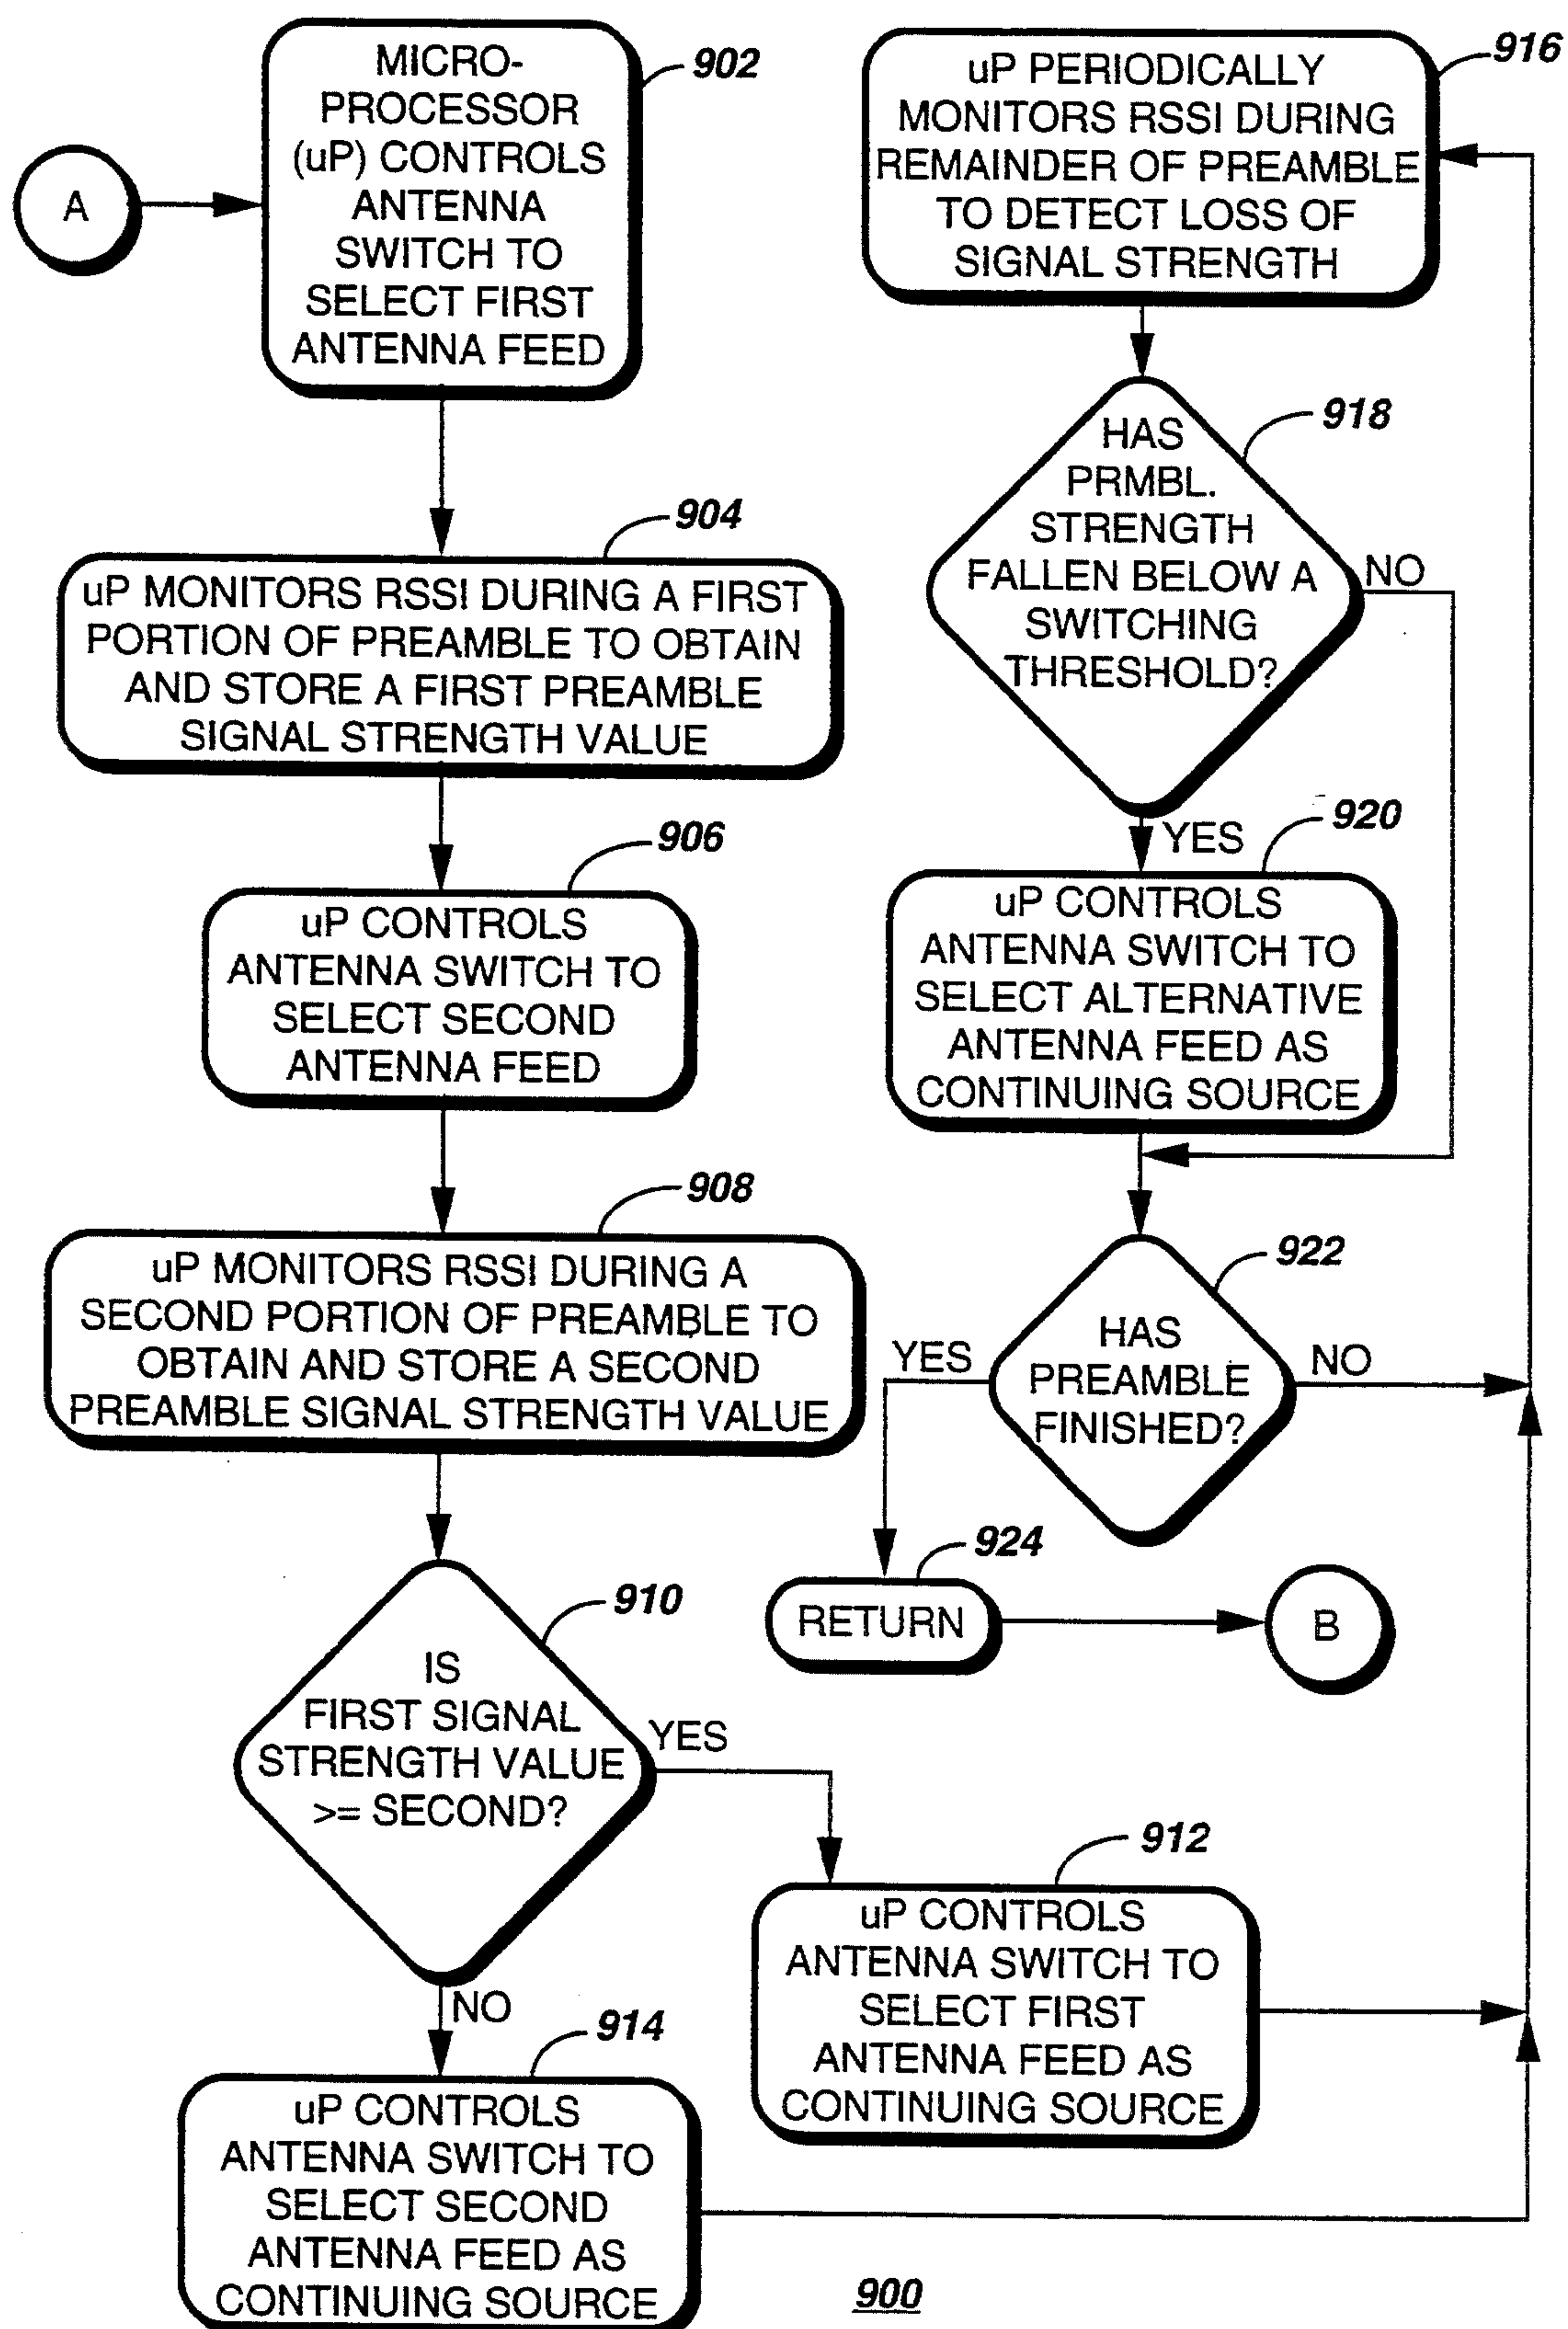 A
MICRO-
PROCESSOR
(uP) CONTROLS
ANTENNA
SWITCH TO
SELECT FIRST
ANTENNA FEED
902
904
uP MONITORS RSSI DURING A FIRST
PORTION OF PREAMBLE TO OBTAIN
AND STORE A FIRST PREAMBLE
SIGNAL STRENGTH VALUE
906
uP CONTROLS
ANTENNA SWITCH TO
SELECT SECOND
ANTENNA FEED
908
uP MONITORS RSSI DURING A
SECOND PORTION OF PREAMBLE TO
OBTAIN AND STORE A SECOND
PREAMBLE SIGNAL STRENGTH VALUE
910
IS
FIRST SIGNAL
STRENGTH VALUE
>= SECOND?
YES
NO
912
uP CONTROLS
ANTENNA SWITCH TO
SELECT FIRST
ANTENNA FEED AS
CONTINUING SOURCE
914
uP CONTROLS
ANTENNA SWITCH TO
SELECT SECOND
ANTENNA FEED AS
CONTINUING SOURCE
916
uP PERIODICALLY
MONITORS RSSI DURING
REMAINDER OF PREAMBLE
TO DETECT LOSS OF
SIGNAL STRENGTH
918
HAS
PRMBL.
STRENGTH
FALLEN BELOW A
SWITCHING
THRESHOLD?
NO
YES
920
uP CONTROLS
ANTENNA SWITCH TO
SELECT ALTERNATIVE
ANTENNA FEED AS
CONTINUING SOURCE
922
HAS
PREAMBLE
FINISHED?
YES
NO
924
RETURN
B
900